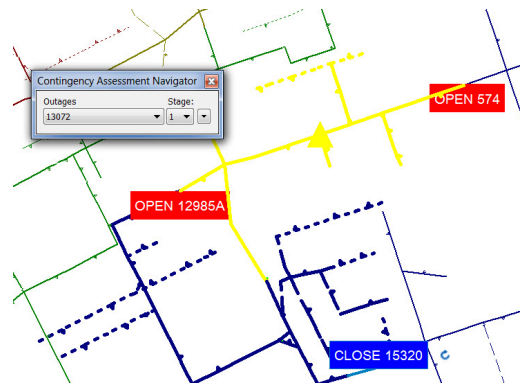 Contingency Assessment Navigator
Outages Stage:
13072 1
OPEN 574
OPEN 12985A
CLOSE 15320